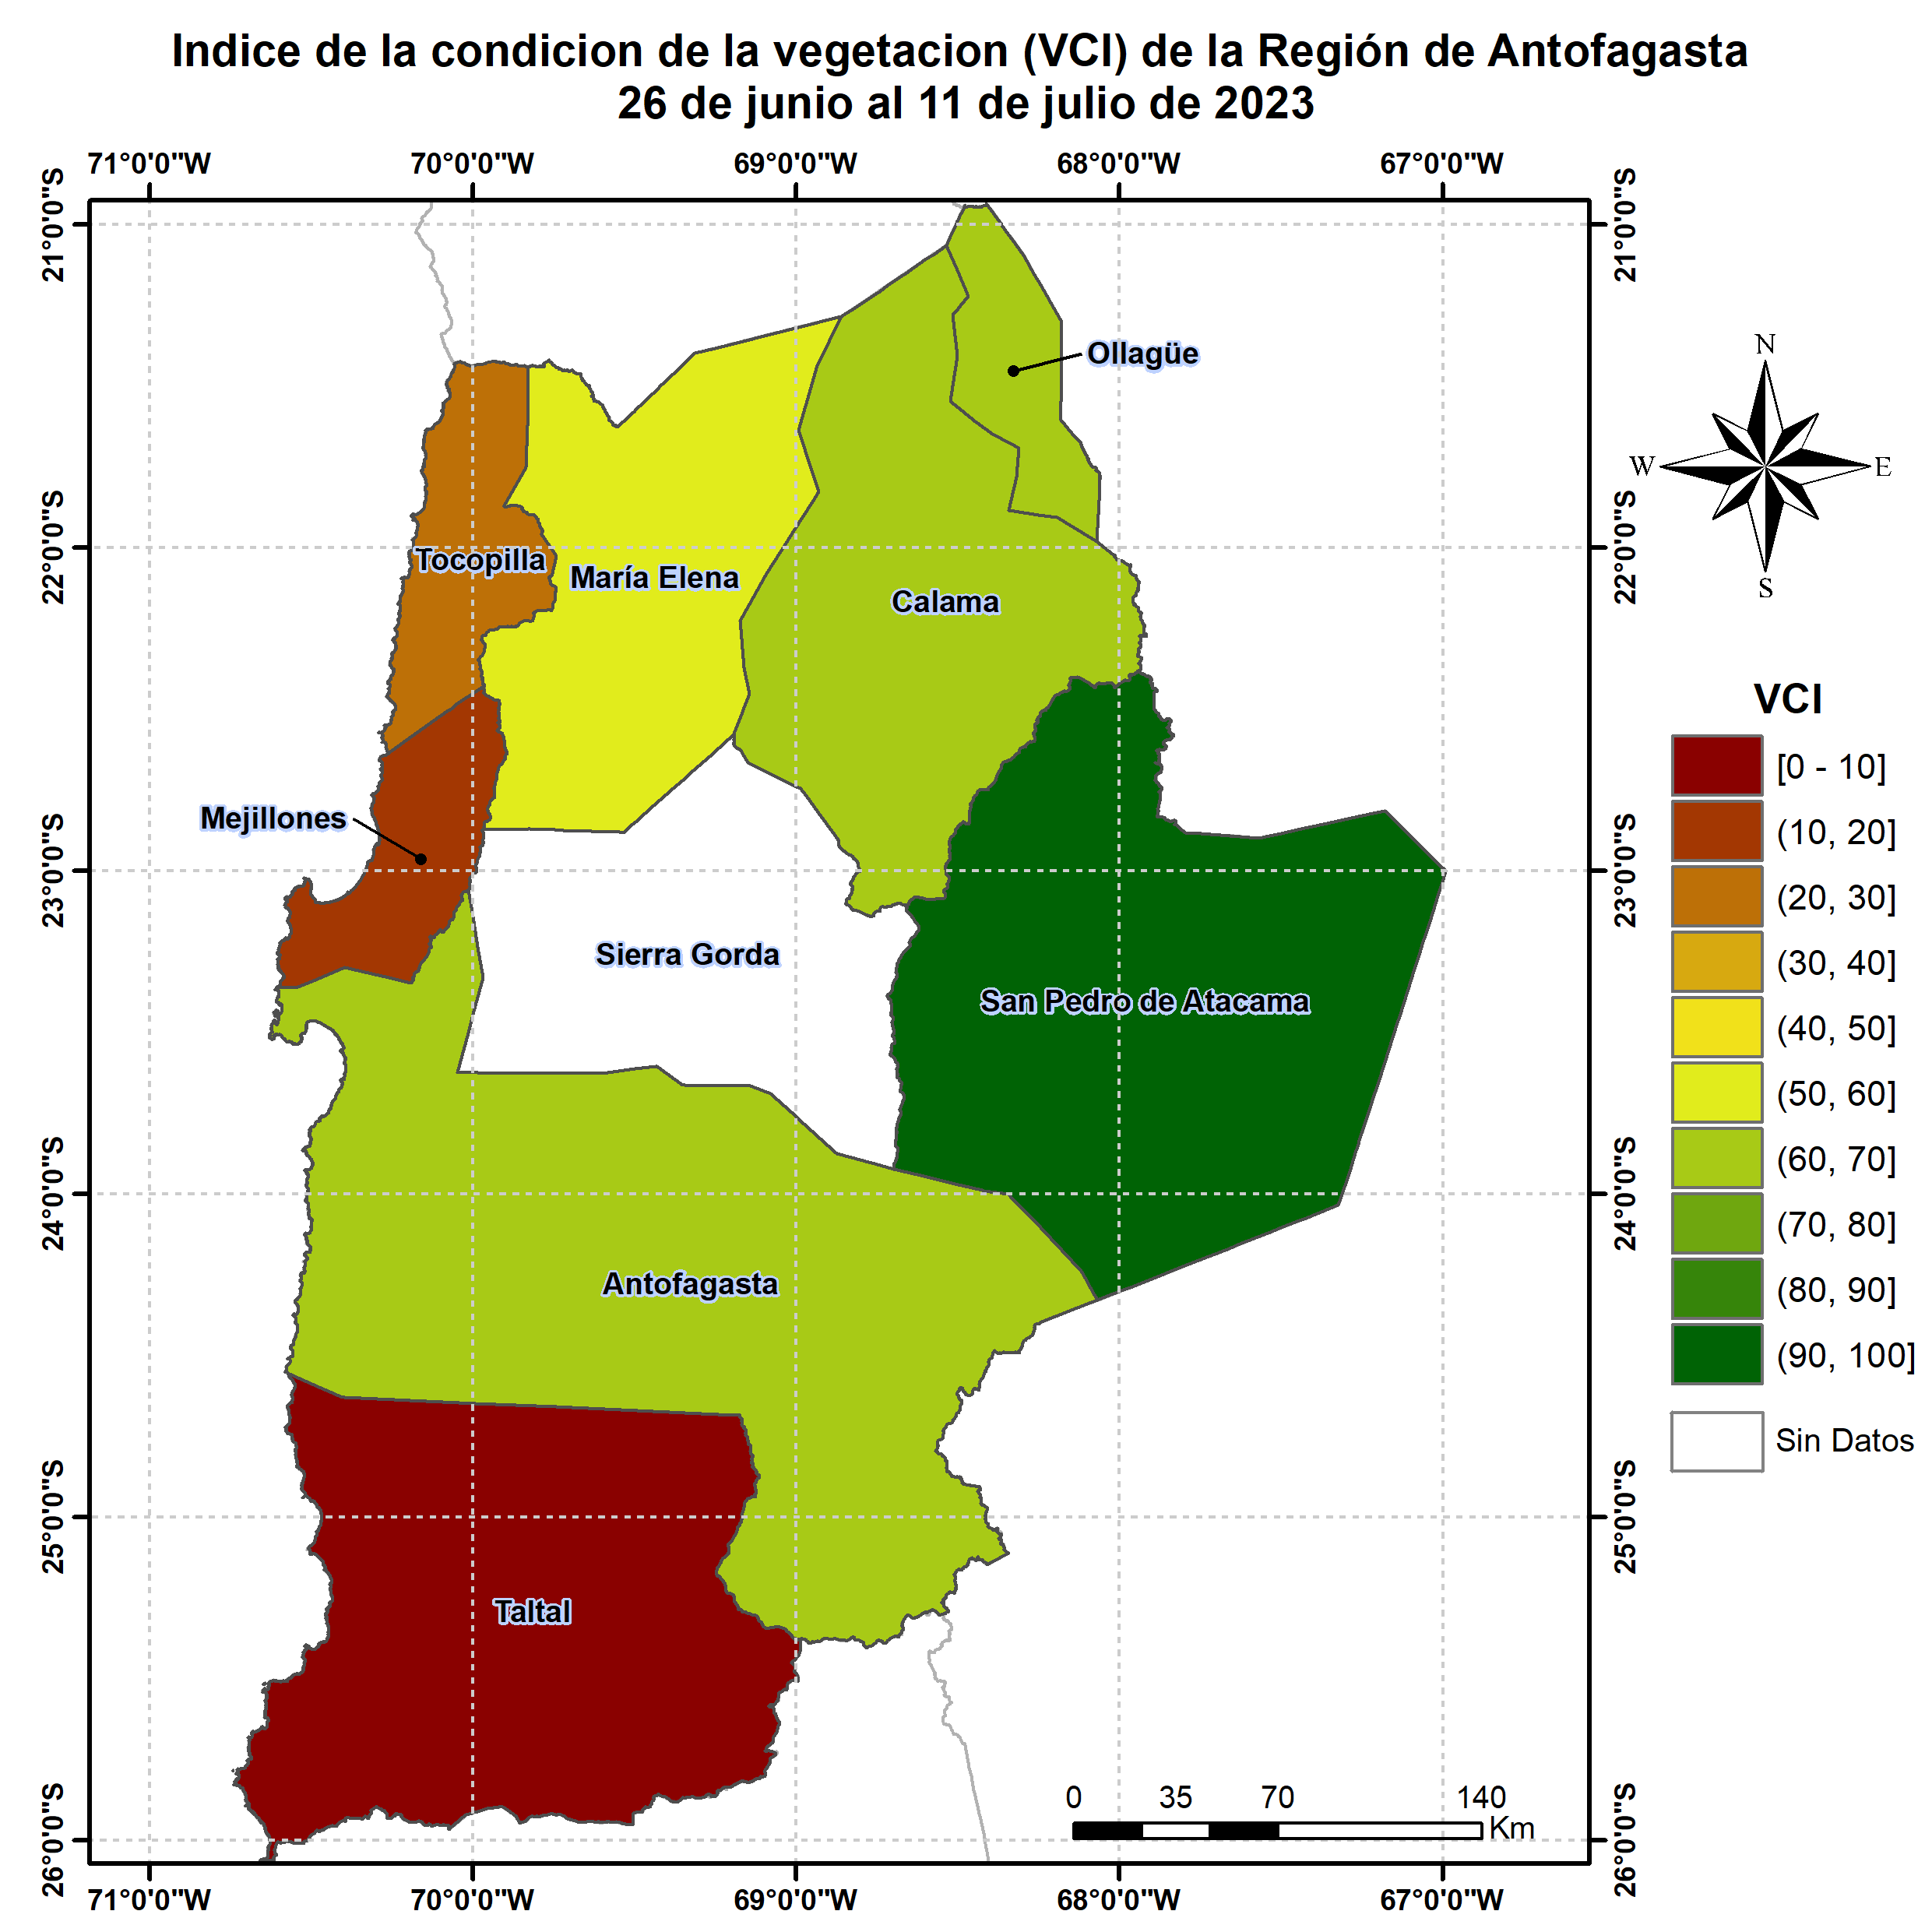 Indice de la condicion de la vegetacion (VCI) de la Región de Antofagasta
26 de junio al 11 de julio de 2023
71°0'0"W 70°0'0"W 69°0'0"W 68°0'0"W 67°0'0"W
21°0'0"S 21°0'0"S
N
Ollagüe
W E
22°0'0"S 22°0'0"S
Tocopilla
María Elena
S
Calama
VCI
[0 - 10]
Mejillones
(10, 20]
23°0'0"S 23°0'0"S
(20, 30]
Sierra Gorda
(30, 40]
San Pedro de Atacama
(40, 50]
(50, 60]
(60, 70]
24°0'0"S 24°0'0"S
(70, 80]
Antofagasta
(80, 90]
(90, 100]
Sin Datos
25°0'0"S 25°0'0"S
Taltal
0 35 70 140
Km
26°0'0"S 26°0'0"S
71°0'0"W 70°0'0"W 69°0'0"W 68°0'0"W 67°0'0"W